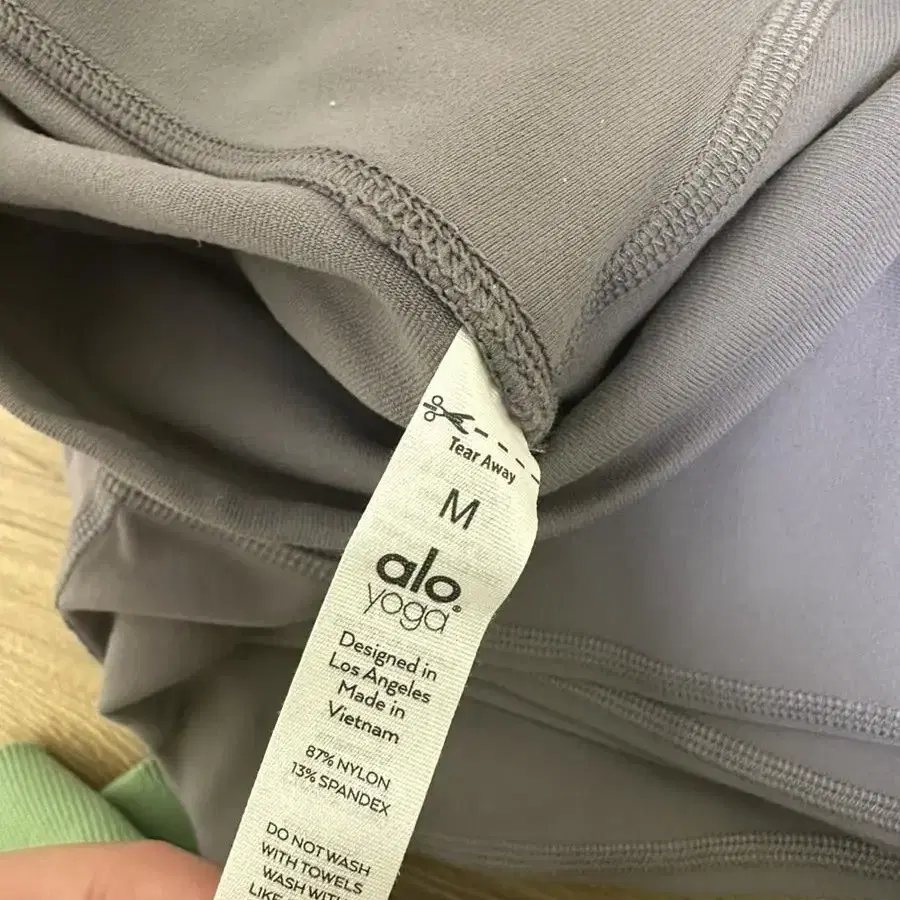 Tear Away
M
alo
yoga®
Designed in
Los Angeles
Made in
Vietnam
87% NYLON
13% SPANDEX
DO NOT WASH
WITH TOWELS
WASH WITH
LIKE